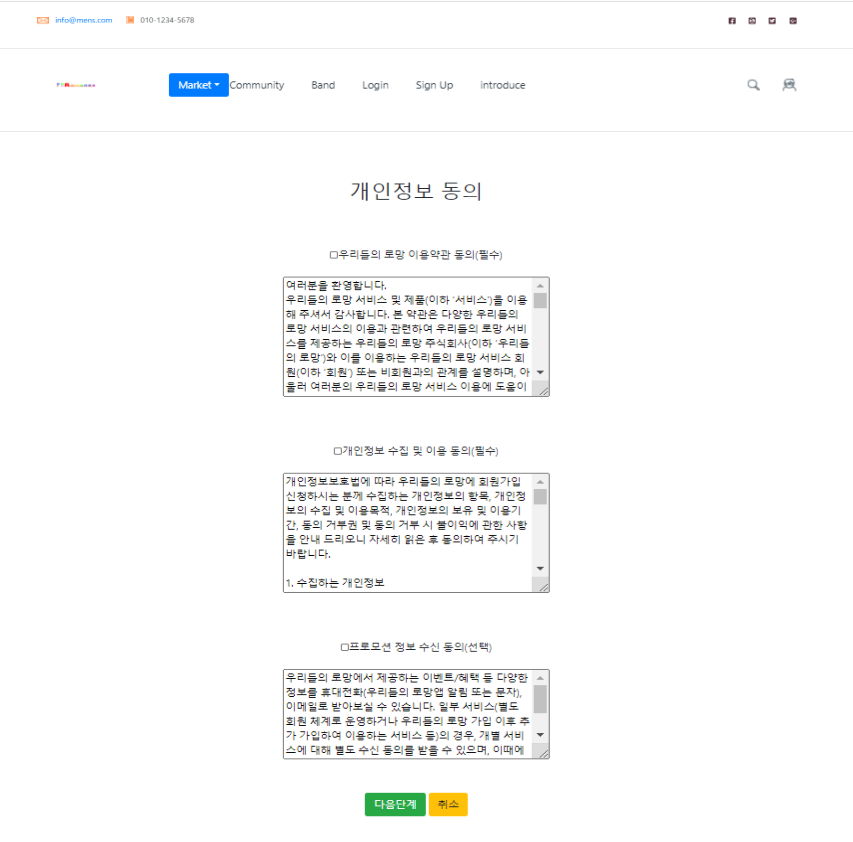 info@mens.com 010-1234-5678
Market Community Band Login Sign Up introduce
개인정보 동의
우리들의 로망 이용약관 동의(필수)
여러분을 환영합니다.
우리들의 로망 서비스 및 제품(이하 ‘서비스’)을 이용
해 주셔서 감사합니다. 본 약관은 다양한 우리들의
로망 서비스의 이용과 관련하여 우리들의 로망 서비
스를 제공하는 우리들의 로망 주식회사(이하 ‘우리들
의 로망’)와 이를 이용하는 우리들의 로망 서비스 회
원(이하 ‘회원’) 또는 비회원과의 관계를 설명하며, 아
울러 여러분의 우리들의 로망 서비스 이용에 도움이
개인정보 수집 및 이용 동의(필수)
개인정보보호법에 따라 우리들의 로망에 회원가입
신청하시는 분께 수집하는 개인정보의 항목, 개인정
보의 수집 및 이용목적, 개인정보의 보유 및 이용기
간, 동의 거부권 및 동의 거부 시 불이익에 관한 사항
을 안내 드리오니 자세히 읽은 후 동의하여 주시기
바랍니다.
1. 수집하는 개인정보
프로모션 정보 수신 동의(선택)
우리들의 로망에서 제공하는 이벤트/혜택 등 다양한
정보를 휴대전화(우리들의 로망앱 알림 또는 문자),
이메일로 받아보실 수 있습니다. 일부 서비스(별도
회원 체계로 운영하거나 우리들의 로망 가입 이후 추
가 가입하여 이용하는 서비스 등)의 경우, 개별 서비
스에 대해 별도 수신 동의를 받을 수 있으며, 이때에
다음단계 취소